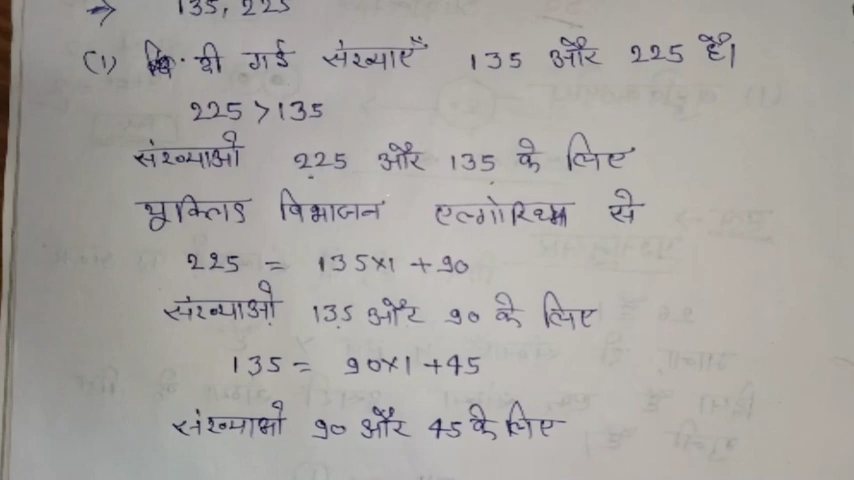 → 135, 225
(1) दी गई संख्याएँ 135 और 225 है।
225 > 135
संख्याओ 225 और 135 के लिए
यूक्लिड विभाजन एल्गोरिथ्म से
225 = 135×1 + 90
संख्याओ 135 और 90 के लिए
135 = 90×1 + 45
संख्याओ 90 और 45 के लिए